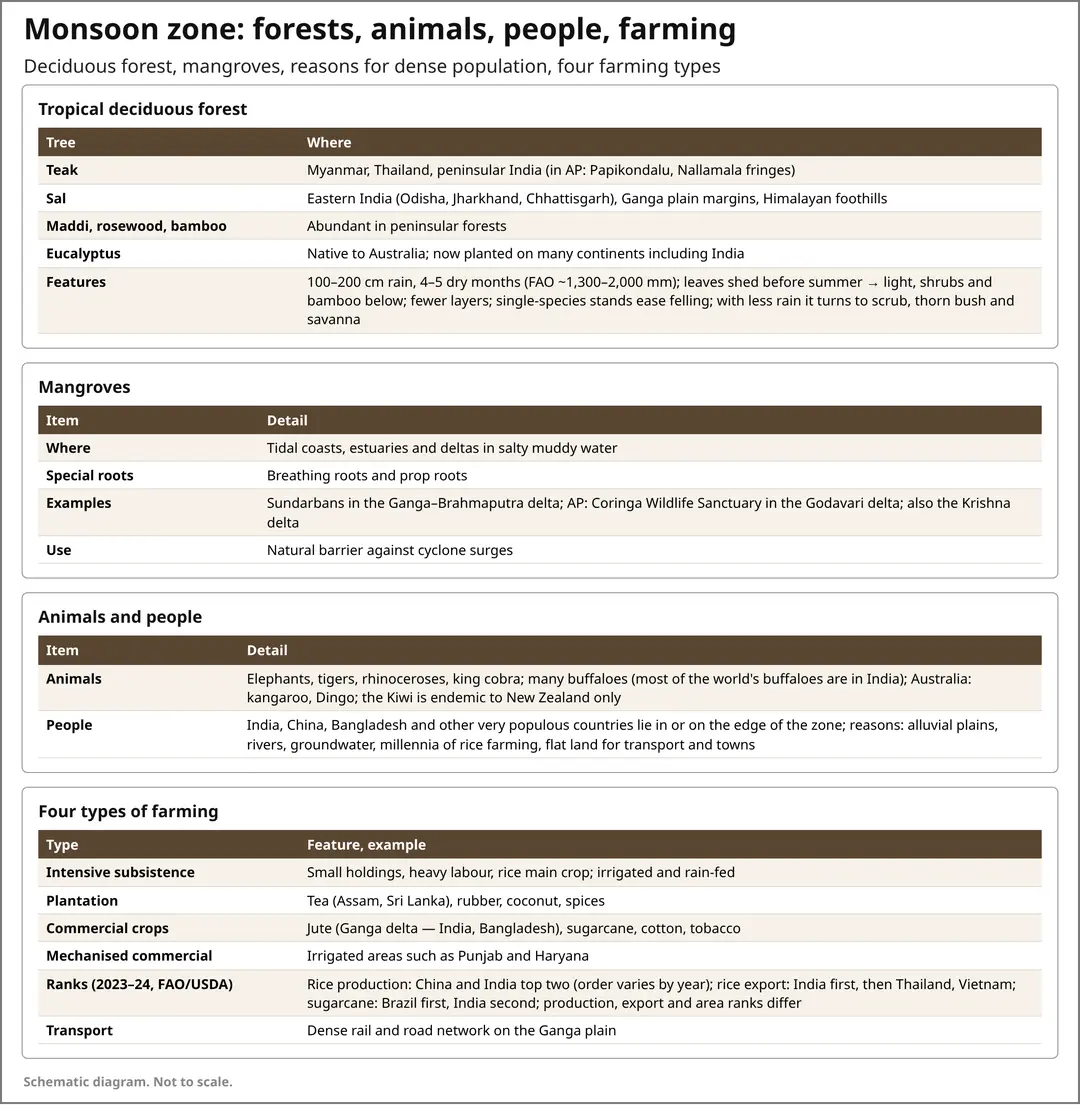 Monsoon zone: forests, animals, people, farming
Deciduous forest, mangroves, reasons for dense population, four farming types
Tropical deciduous forest
Tree Where
Teak Myanmar, Thailand, peninsular India (in AP: Papikondalu, Nallamala fringes)
Sal Eastern India (Odisha, Jharkhand, Chhattisgarh), Ganga plain margins, Himalayan foothills
Maddi, rosewood, bamboo Abundant in peninsular forests
Eucalyptus Native to Australia; now planted on many continents including India
Features 100–200 cm rain, 4–5 dry months (FAO ~1,300–2,000 mm); leaves shed before summer → light, shrubs and
bamboo below; fewer layers; single-species stands ease felling; with less rain it turns to scrub, thorn bush and
savanna
Mangroves
Item Detail
Where Tidal coasts, estuaries and deltas in salty muddy water
Special roots Breathing roots and prop roots
Examples Sundarbans in the Ganga–Brahmaputra delta; AP: Coringa Wildlife Sanctuary in the Godavari delta; also the Krishna
delta
Use Natural barrier against cyclone surges
Animals and people
Item Detail
Animals Elephants, tigers, rhinoceroses, king cobra; many buffaloes (most of the world's buffaloes are in India); Australia:
kangaroo, Dingo; the Kiwi is endemic to New Zealand only
People India, China, Bangladesh and other very populous countries lie in or on the edge of the zone; reasons: alluvial plains,
rivers, groundwater, millennia of rice farming, flat land for transport and towns
Four types of farming
Type Feature, example
Intensive subsistence Small holdings, heavy labour, rice main crop; irrigated and rain-fed
Plantation Tea (Assam, Sri Lanka), rubber, coconut, spices
Commercial crops Jute (Ganga delta — India, Bangladesh), sugarcane, cotton, tobacco
Mechanised commercial Irrigated areas such as Punjab and Haryana
Ranks (2023–24, FAO/USDA) Rice production: China and India top two (order varies by year); rice export: India first, then Thailand, Vietnam;
sugarcane: Brazil first, India second; production, export and area ranks differ
Transport Dense rail and road network on the Ganga plain
Schematic diagram. Not to scale.